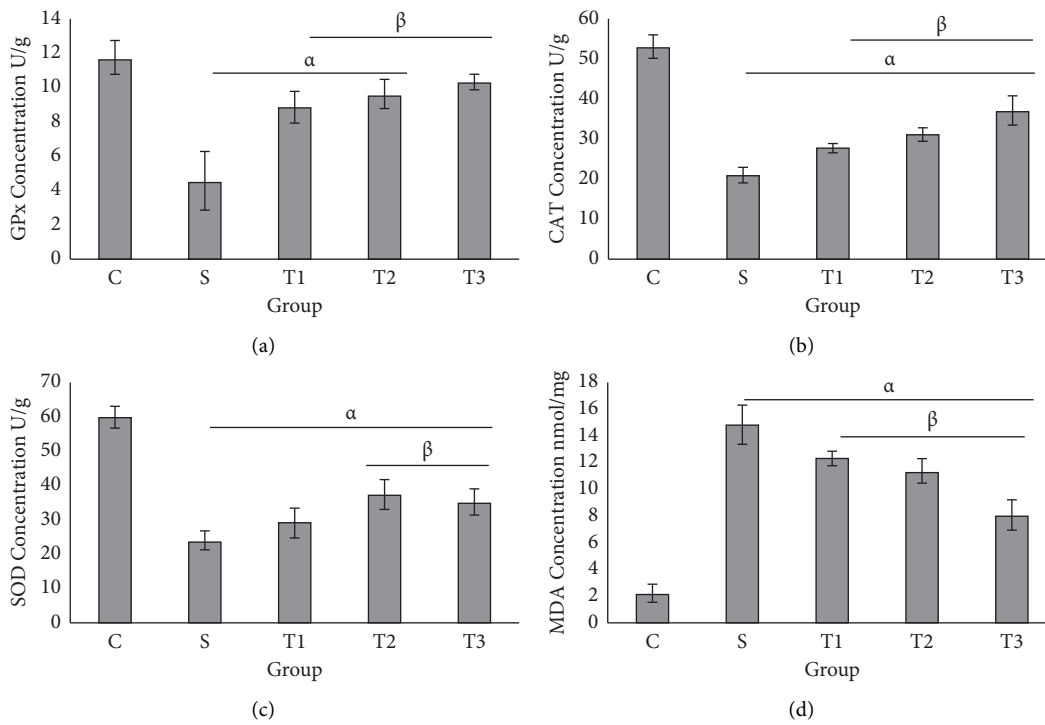 GPx Concentration U/g
14
12
10
8
6
4
2
0
α
β
C S T1 T2 T3
Group
(a)
CAT Concentration U/g
60
50
40
30
20
10
0
β
α
C S T1 T2 T3
Group
(b)
SOD Concentration U/g
70
60
50
40
30
20
10
0
α
β
C S T1 T2 T3
Group
(c)
MDA Concentration nmol/mg
18
16
14
12
10
8
6
4
2
0
α
β
C S T1 T2 T3
Group
(d)